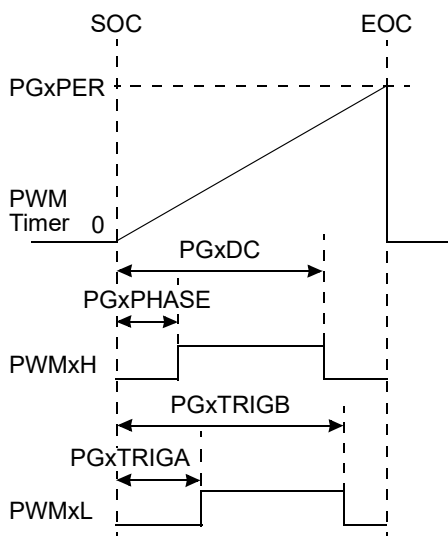 SOC EOC
PGxPER
PWM
Timer 0
PGxDC
PGxPHASE
PWMxH
PGxTRIGB
PGxTRIGA
PWMxL